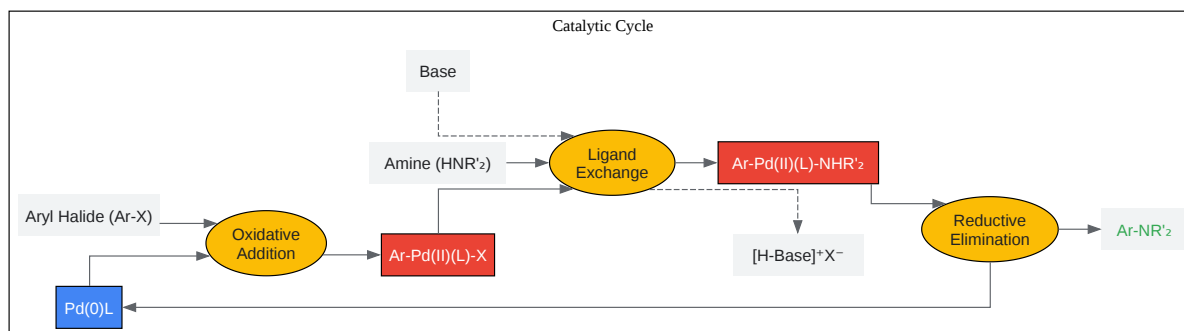 Catalytic Cycle
Base
Amine (HNR'₂)
Ligand
Exchange
Ar-Pd(II)(L)-NHR'₂
Aryl Halide (Ar-X)
Oxidative
Addition
Ar-Pd(II)(L)-X
[H-Base]⁺X⁻
Reductive
Elimination
Ar-NR'₂
Pd(0)L